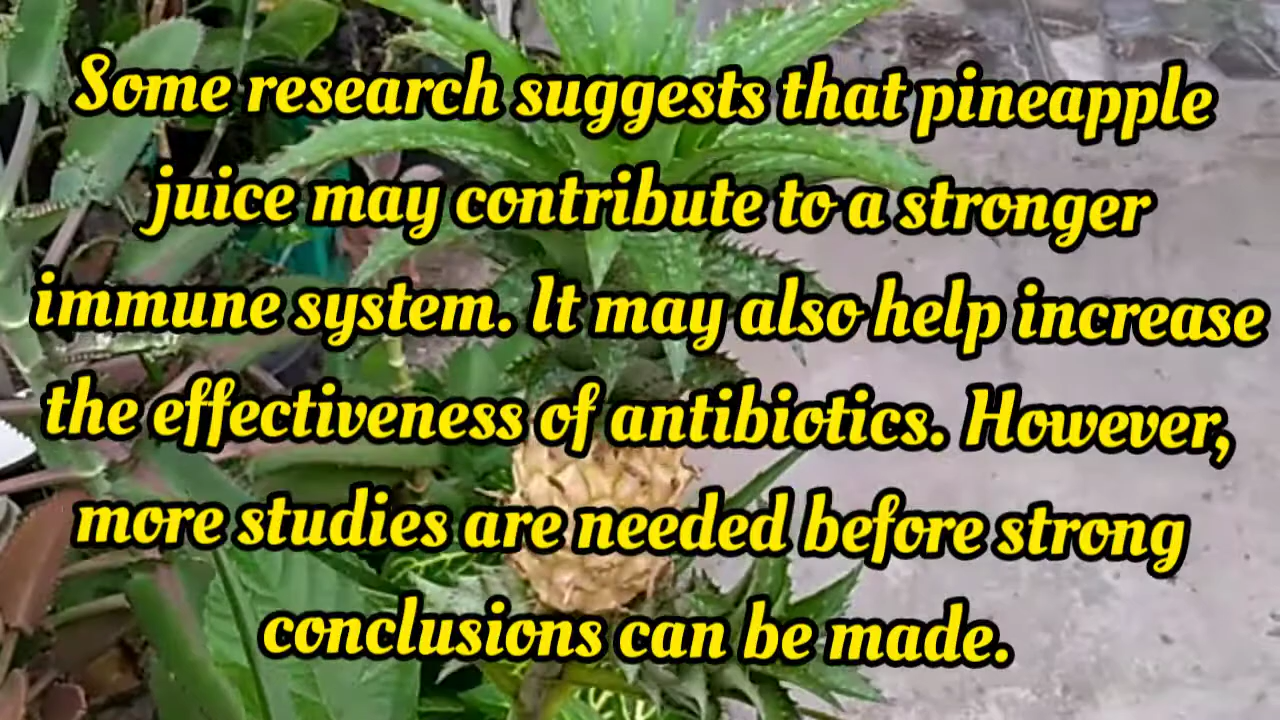 Some research suggests that pineapple
juice may contribute to a stronger
immune system. It may also help increase
the effectiveness of antibiotics. However,
more studies are needed before strong
conclusions can be made.